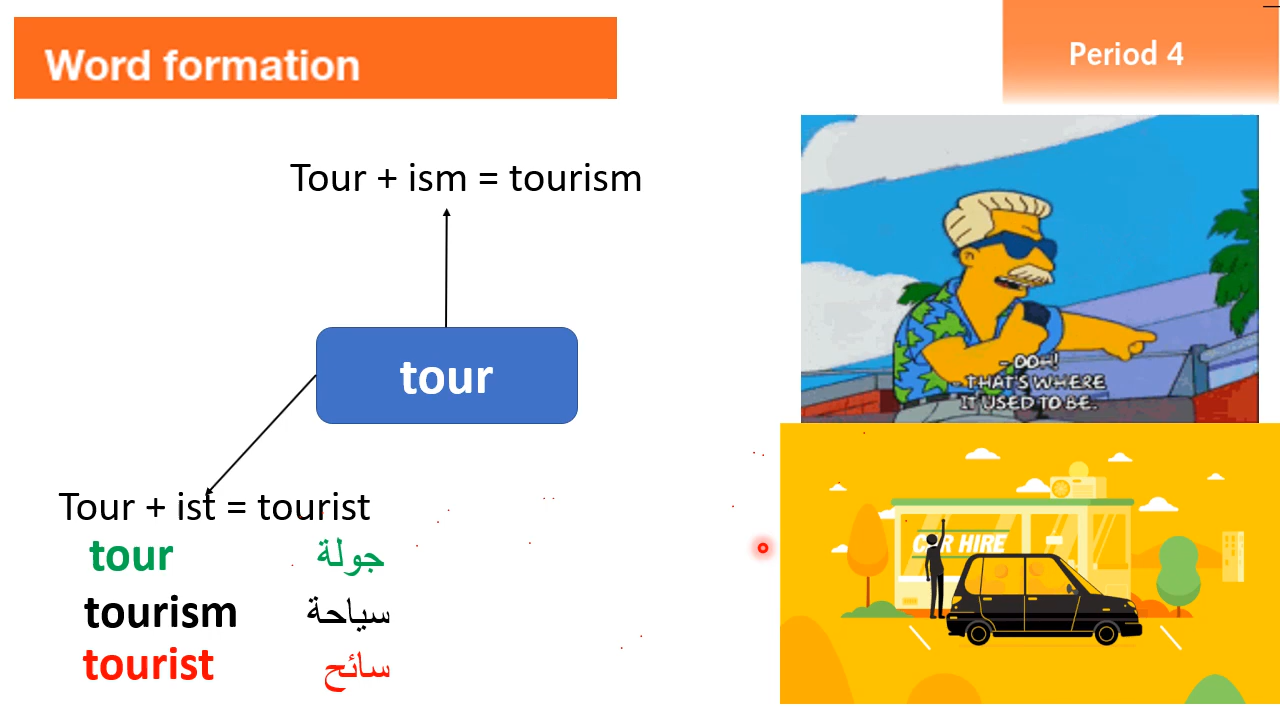 Word formation
Period 4
Tour + ism = tourism
tour
- OOH!
- THAT'S WHERE
IT USED TO BE.
Tour + ist = tourist
tour جولة
tourism سياحة
tourist سائح
CAR HIRE